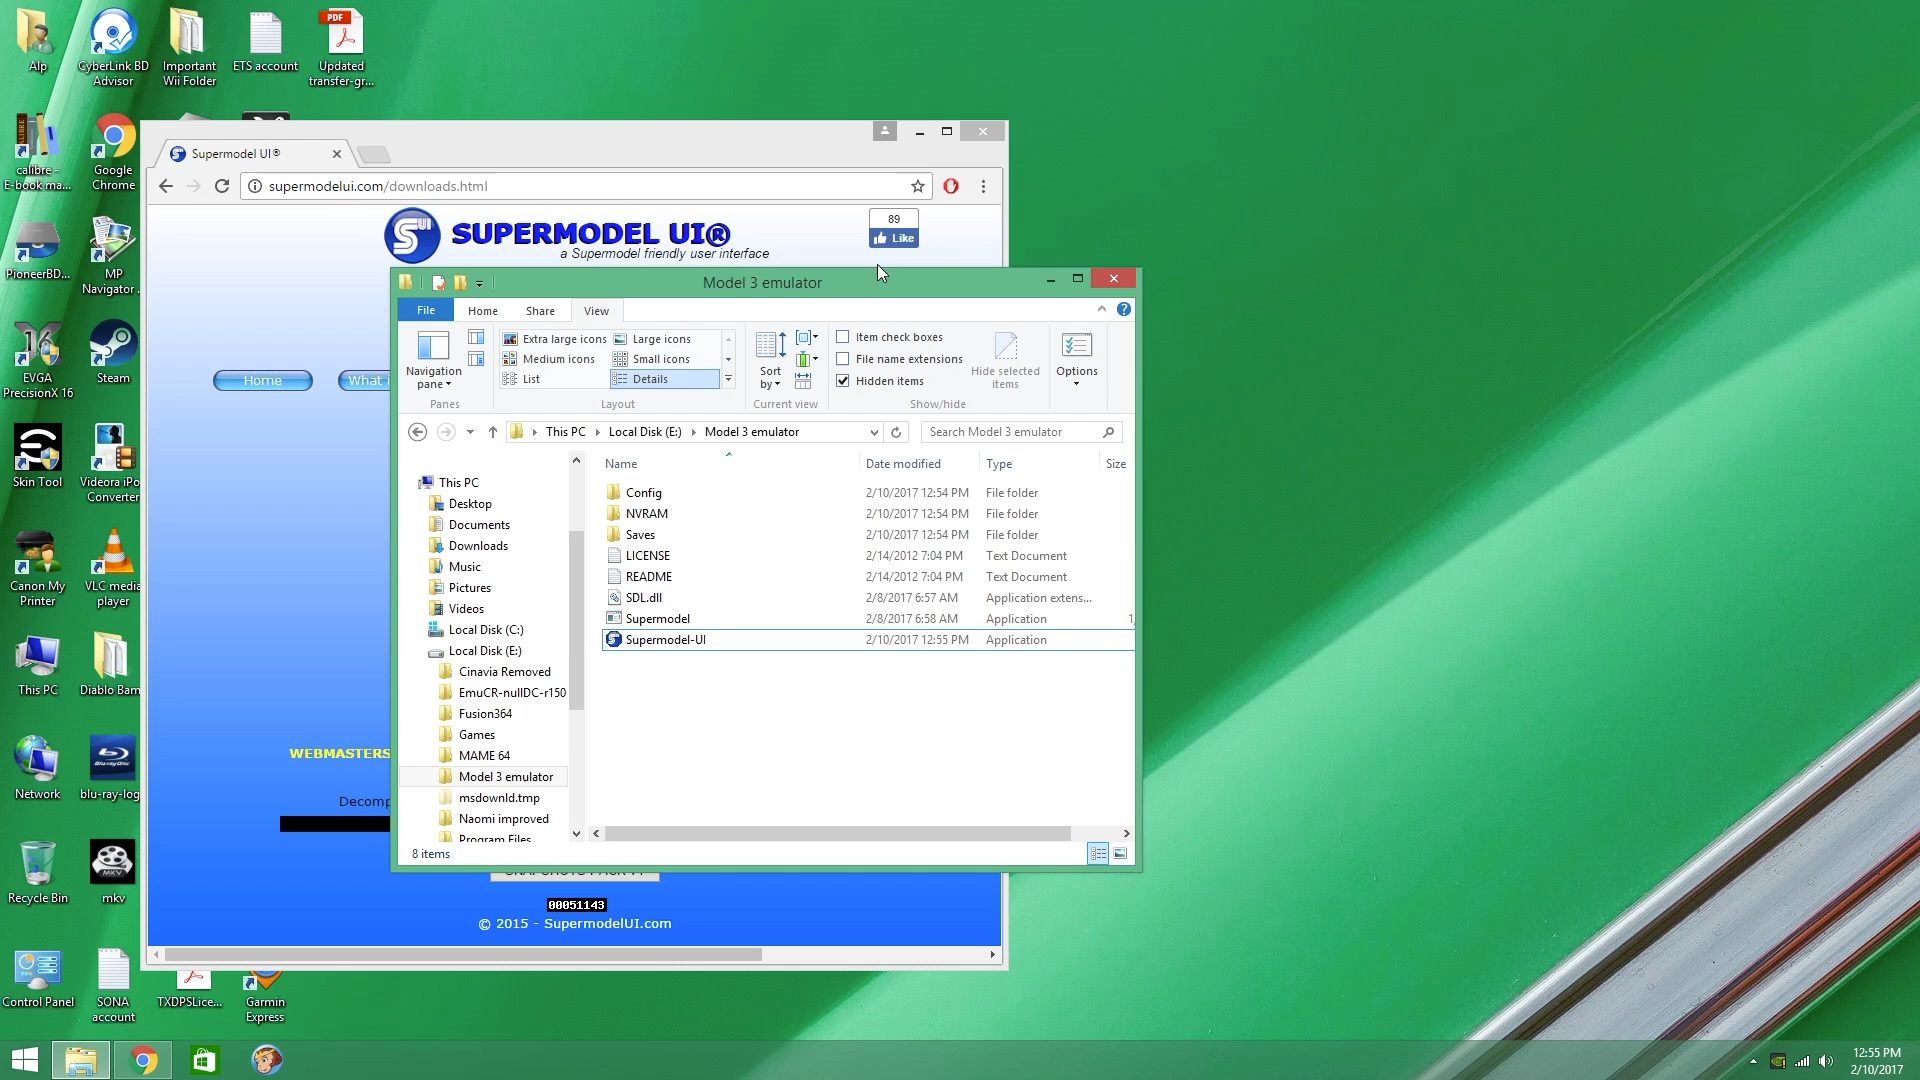 Alp
CyberLink BD
Advisor
Important
Wii Folder
ETS account
PDF
Updated
transfer-gr...
calibre -
E-book ma...
Google
Chrome
PioneerBD...
MP
Navigator .
EVGA
PrecisionX 16
Steam
Skin Tool
Videora iPo
Converter
Canon My
Printer
VLC media
player
This PC
Diablo Bam
Network
blu-ray-log
Recycle Bin
MKV
mkv
Control Panel
SONA
account
TXDPSLice...
Garmin
Express
Supermodel UI®
supermodelui.com/downloads.html
SUI
SUPERMODEL UI®
a Supermodel friendly user interface
89
Like
Home
What i
WEBMASTERS
Decomp
00051143
© 2015 - SupermodelUI.com
Model 3 emulator
File
Home
Share
View
Navigation
pane
Panes
Extra large icons
Large icons
Medium icons
Small icons
List
Details
Layout
Sort
by
Current view
Item check boxes
File name extensions
Hidden items
Hide selected
items
Show/hide
Options
This PC
Local Disk (E:)
Model 3 emulator
Search Model 3 emulator
This PC
Desktop
Documents
Downloads
Music
Pictures
Videos
Local Disk (C:)
Local Disk (E:)
Cinavia Removed
EmuCR-nullDC-r150
Fusion364
Games
MAME 64
Model 3 emulator
msdownld.tmp
Naomi improved
Program Files
Name Date modified Type Size
Config 2/10/2017 12:54 PM File folder
NVRAM 2/10/2017 12:54 PM File folder
Saves 2/10/2017 12:54 PM File folder
LICENSE 2/14/2012 7:04 PM Text Document
README 2/14/2012 7:04 PM Text Document
SDL.dll 2/8/2017 6:57 AM Application extens...
Supermodel 2/8/2017 6:58 AM Application 1,
Supermodel-UI 2/10/2017 12:55 PM Application
8 items
12:55 PM
2/10/2017